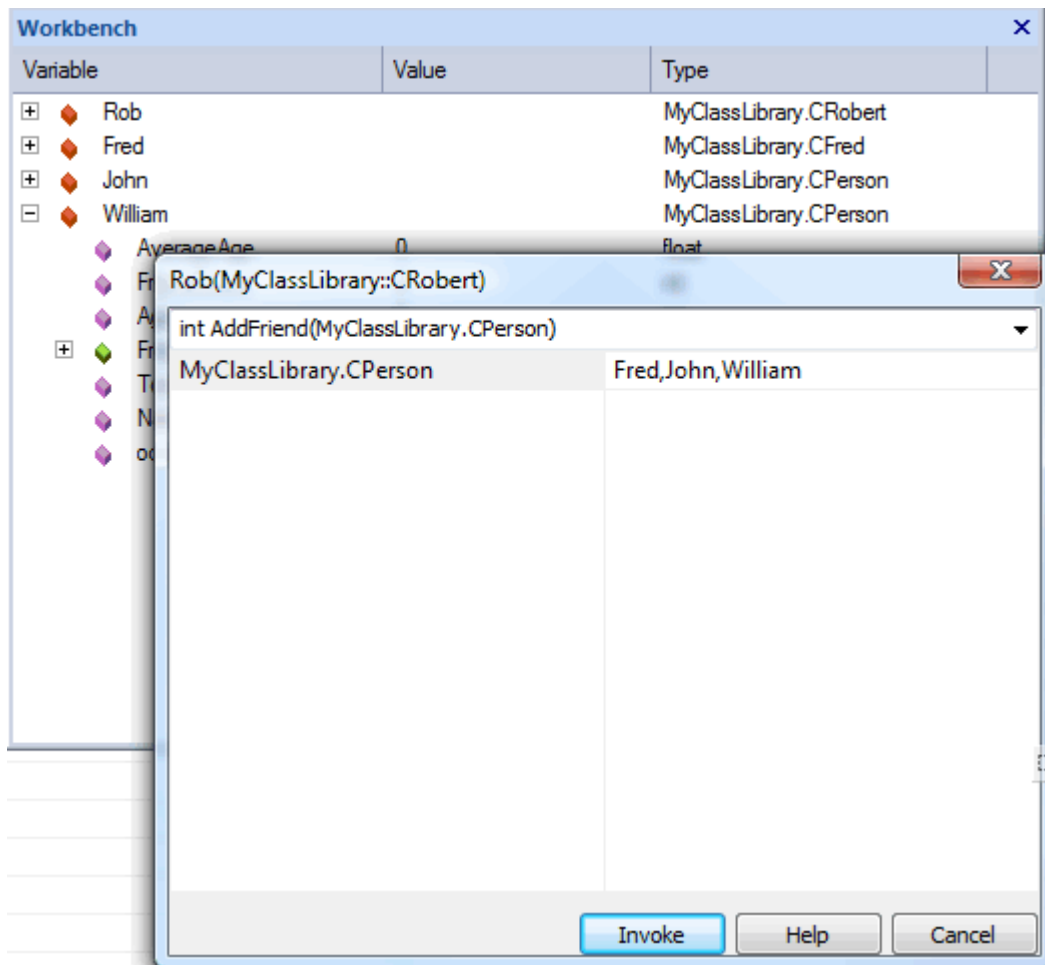 Workbench
Variable Value Type
Rob MyClassLibrary.CRobert
Fred MyClassLibrary.CFred
John MyClassLibrary.CPerson
William MyClassLibrary.CPerson
AverageAge 0 float
Rob(MyClassLibrary::CRobert)
int AddFriend(MyClassLibrary.CPerson)
MyClassLibrary.CPerson Fred,John,William
Invoke Help Cancel